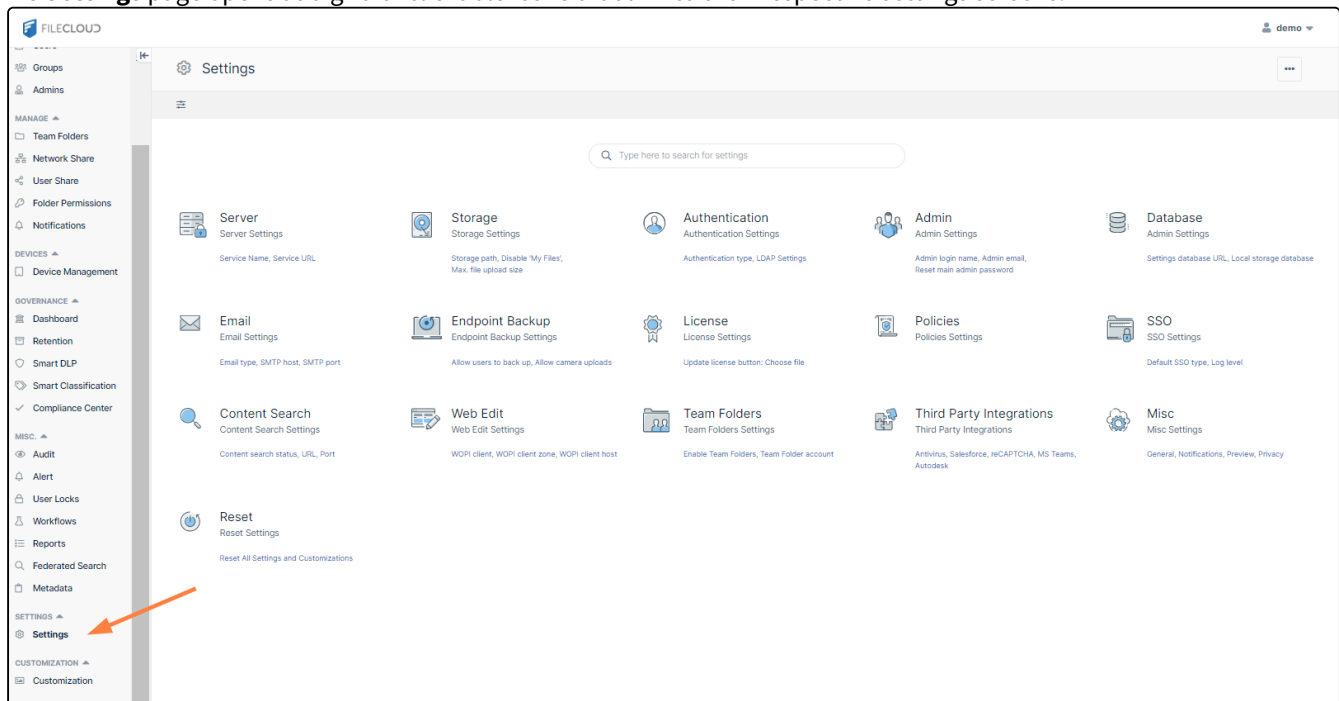 FILECLOUD
demo
Groups
Admins
MANAGE
Team Folders
Network Share
User Share
Folder Permissions
Notifications
DEVICES
Device Management
GOVERNANCE
Dashboard
Retention
Smart DLP
Smart Classification
Compliance Center
MISC.
Audit
Alert
User Locks
Workflows
Reports
Federated Search
Metadata
SETTINGS
Settings
CUSTOMIZATION
Customization
Settings
Type here to search for settings
Server
Server Settings
Service Name, Service URL
Storage
Storage Settings
Storage path, Disable 'My Files',
Max. file upload size
Authentication
Authentication Settings
Authentication type, LDAP Settings
Admin
Admin Settings
Admin login name, Admin email,
Reset main admin password
Database
Admin Settings
Settings database URL, Local storage database
Email
Email Settings
Email type, SMTP host, SMTP port
Endpoint Backup
Endpoint Backup Settings
Allow users to back up, Allow camera uploads
License
License Settings
Update license button: Choose file
Policies
Policies Settings
SSO
SSO Settings
Default SSO type, Log level
Content Search
Content Search Settings
Content search status, URL, Port
Web Edit
Web Edit Settings
WOPI client, WOPI client zone, WOPI client host
Team Folders
Team Folders Settings
Enable Team Folders, Team Folder account
Third Party Integrations
Third Party Integrations
Antivirus, Salesforce, reCAPTCHA, MS Teams,
Autodesk
Misc
Misc Settings
General, Notifications, Preview, Privacy
Reset
Reset Settings
Reset All Settings and Customizations